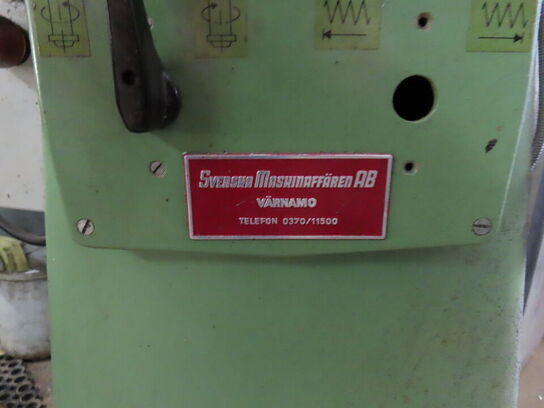 Svenska Maskinaffären AB
VÄRNAMO
TELEFON 0370/11500